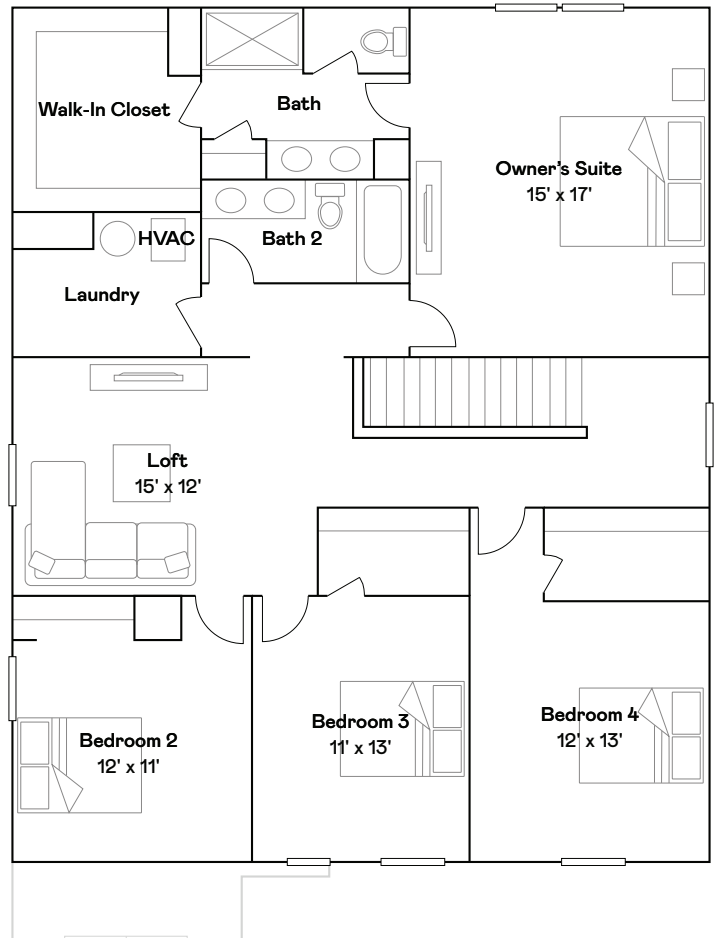 Walk-In Closet
Bath
Owner's Suite
15' x 17'
HVAC
Bath 2
Laundry
Loft
15' x 12'
Bedroom 2
12' x 11'
Bedroom 3
11' x 13'
Bedroom 4
12' x 13'